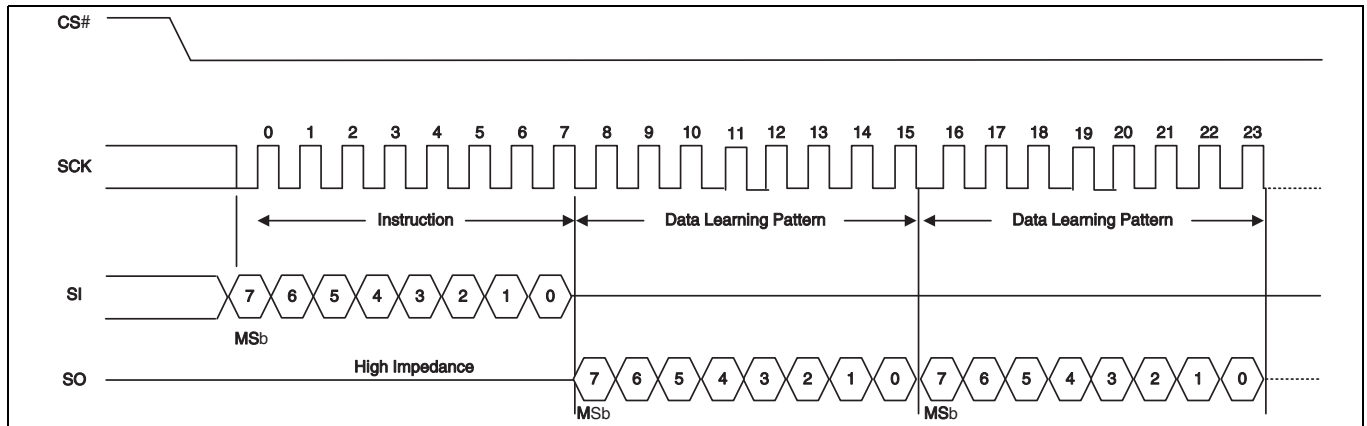 CS#
0 1 2 3 4 5 6 7 8 9 10 11 12 13 14 15 16 17 18 19 20 21 22 23
SCK
Instruction Data Learning Pattern Data Learning Pattern
SI 7 6 5 4 3 2 1 0
MSb
High Impedance
SO 7 6 5 4 3 2 1 0 7 6 5 4 3 2 1 0
MSb MSb